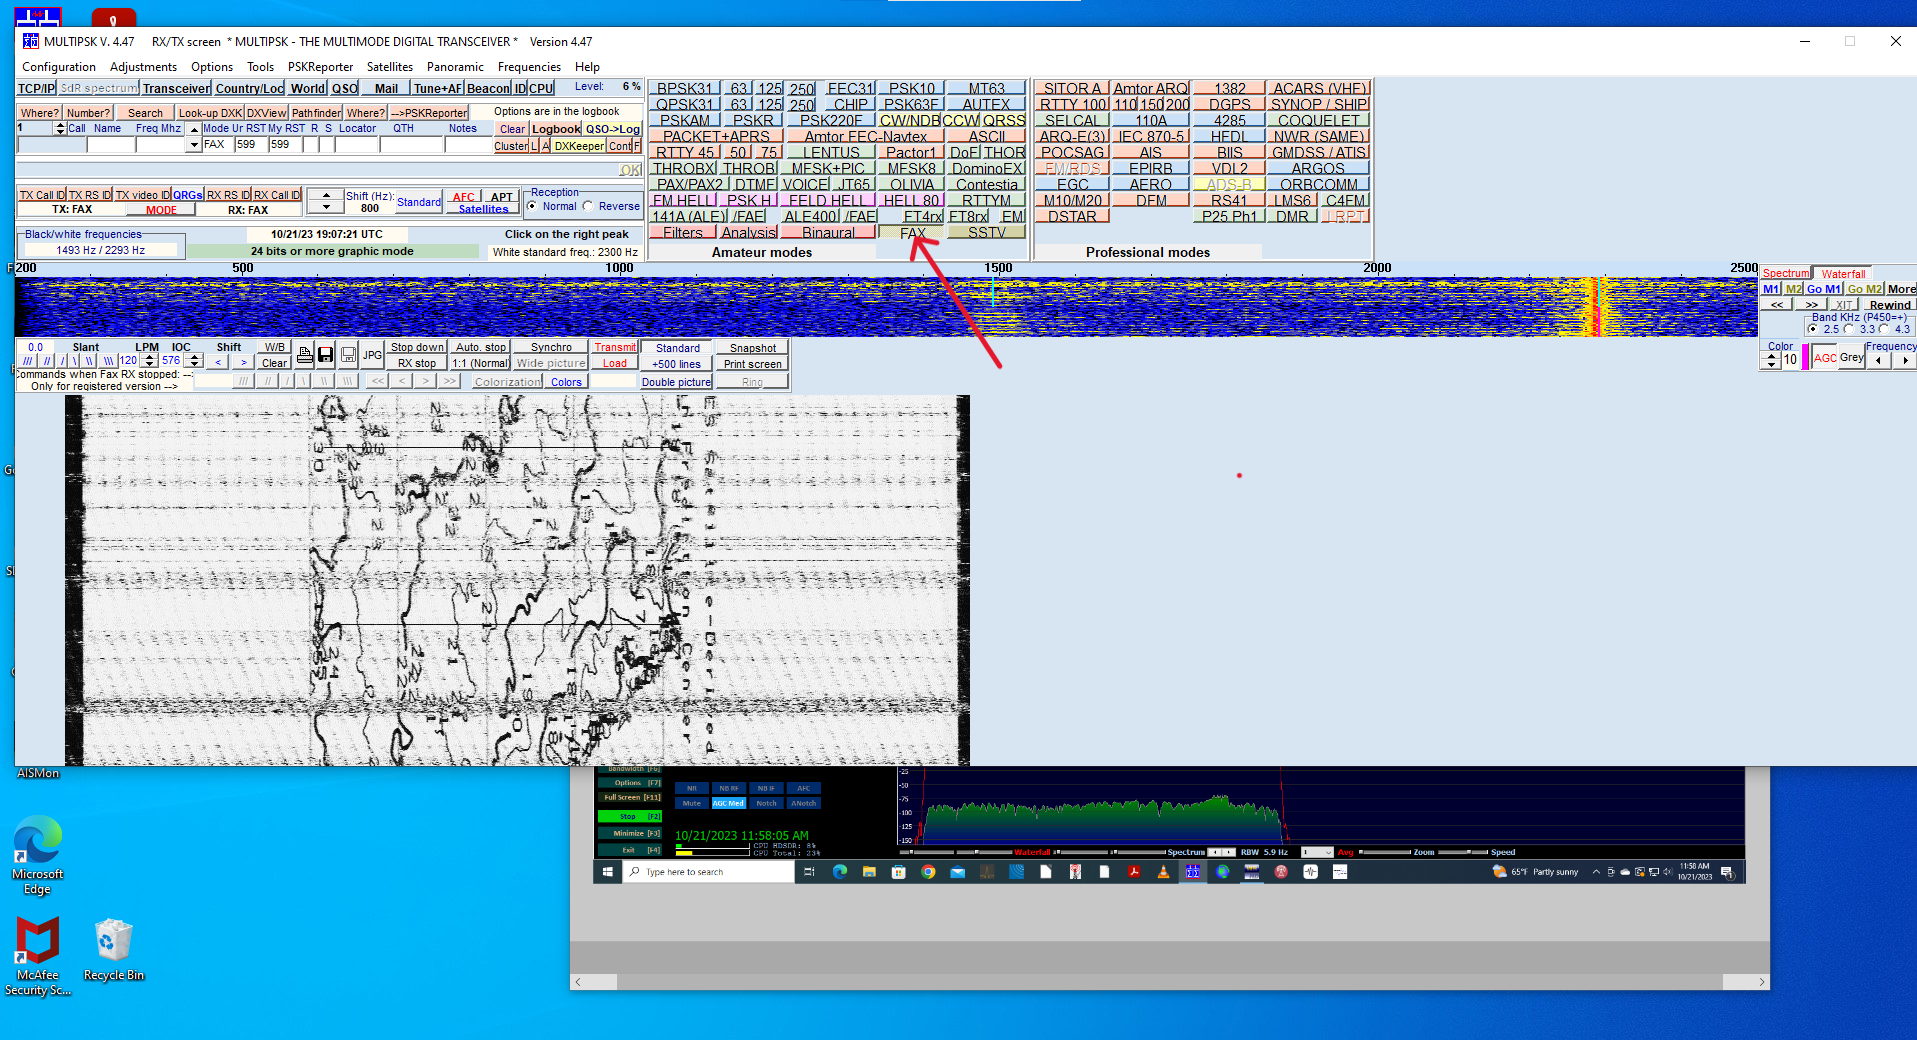 MULTIPSK V. 4.47 RX/TX screen * MULTIPSK - THE MULTIMODE DIGITAL TRANSCEIVER * Version 4.47
Configuration Adjustments Options Tools PSKReporter Satellites Panoramic Frequencies Help
TCP/IP SdR spectrum Transceiver Country/Loc World QSO Mail Tune+AF Beacon ID CPU Level: 6 %
Where? Number? Search Look-up DXK DXView Pathfinder Where? -->PSKReporter Options are in the logbook
1 Call Name Freq Mhz Mode Ur RST My RST R S Locator QTH Notes Clear Logbook QSO->Log
FAX 599 599 Cluster L A DXKeeper Cont F
OK
TX Call ID TX RS ID TX video ID QRGs RX RS ID RX Call ID Shift (Hz): 800 Standard AFC APT Satellites Reception Normal Reverse
TX: FAX MODE RX: FAX
Black/white frequencies 10/21/23 19:07:21 UTC Click on the right peak
1493 Hz / 2293 Hz 24 bits or more graphic mode White standard freq.: 2300 Hz
BPSK31 63 125 250 FEC31 PSK10 MT63
QPSK31 63 125 250 CHIP PSK63F AUTEX
PSKAM PSKR PSK220F CW/NDB CCW QRSS
PACKET+APRS Amtor FEC-Navtex ASCII
RTTY 45 50 75 LENTUS Pactor1 DoF THOR
THROBX THROB MFSK+PIC MFSK8 DominoEX
PAX/PAX2 DTMF VOICE JT65 OLIVIA Contestia
FM HELL PSK H FELD HELL HELL 80 RTTYM
141A (ALE) /FAE ALE400 /FAE FT4rx FT8rx EM
Filters Analysis Binaural FAX SSTV
Amateur modes
SITOR A Amtor ARQ 1382 ACARS (VHF)
RTTY 100 110 150 200 DGPS SYNOP / SHIP
SELCAL 110A 4285 COQUELET
ARQ-E(3) IEC 870-5 HFDL NWR (SAME)
POCSAG AIS BIIS GMDSS / ATIS
FM/RDS EPIRB VDL2 ARGOS
EGC AERO ADS-B ORBCOMM
M10/M20 DFM RS41 LMS6 C4FM
DSTAR P25 Ph1 DMR LRPT
Professional modes
200 500 1000 1500 2000 2500
Spectrum Waterfall
M1 M2 Go M1 Go M2 More
<< >> XIT Rewind
Band KHz (P450=+)
2.5 3.3 4.3
Color Frequency
10 AGC Grey
0.0 Slant LPM IOC Shift W/B JPG Stop down Auto. stop Synchro Transmit Standard Snapshot
/// // / \ \\ \\\ 120 576 < > Clear RX stop 1:1 (Normal Wide picture Load +500 lines Print screen
Commands when Fax RX stopped: -->
Only for registered version --> /// // / \ \\ \\\ << < > >> Colorization Colors Double picture Ring
AISMon
Microsoft
Edge
McAfee
Security Sc...
Recycle Bin
Bandwidth [F6]
Options [F7]
Full Screen [F11]
Stop [F2]
Minimize [F3]
Exit [F4]
NR NB RF NB IF AFC
Mute AGC Med Notch ANotch
10/21/2023 11:58:05 AM
CPU HDSDR: 8%
CPU Total: 23%
-25
-50
-75
-100
-125
-150
Waterfall Spectrum RBW 5.9 Hz 1 Avg Zoom Speed
Type here to search 65°F Partly sunny 11:58 AM
10/21/2023